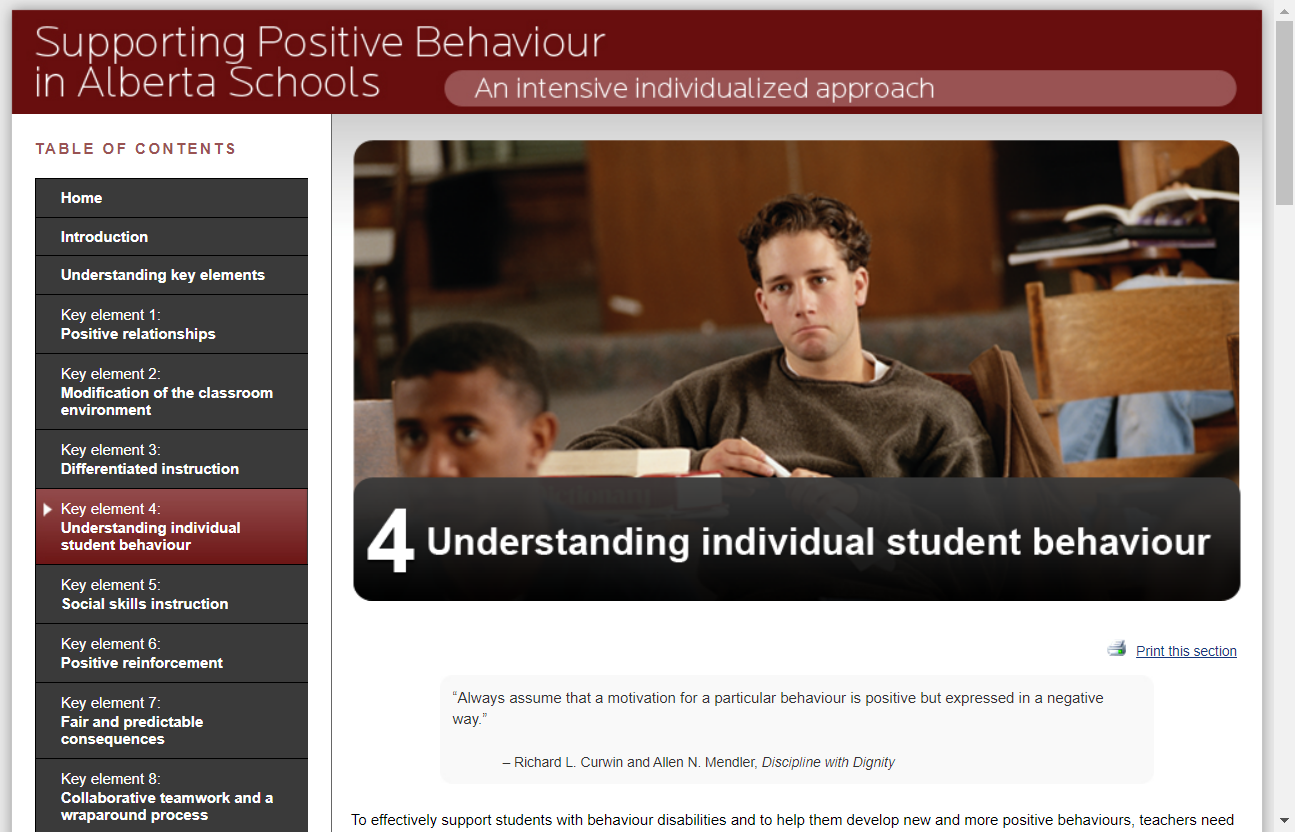 Supporting Positive Behaviour
in Alberta Schools
An intensive individualized approach
TABLE OF CONTENTS
Home
Introduction
Understanding key elements
Key element 1:
Positive relationships
Key element 2:
Modification of the classroom
environment
Key element 3:
Differentiated instruction
Key element 4:
Understanding individual
student behaviour
Key element 5:
Social skills instruction
Key element 6:
Positive reinforcement
Key element 7:
Fair and predictable
consequences
Key element 8:
Collaborative teamwork and a
wraparound process
4 Understanding individual student behaviour
Print this section
“Always assume that a motivation for a particular behaviour is positive but expressed in a negative
way.”
– Richard L. Curwin and Allen N. Mendler, Discipline with Dignity
To effectively support students with behaviour disabilities and to help them develop new and more positive behaviours, teachers need